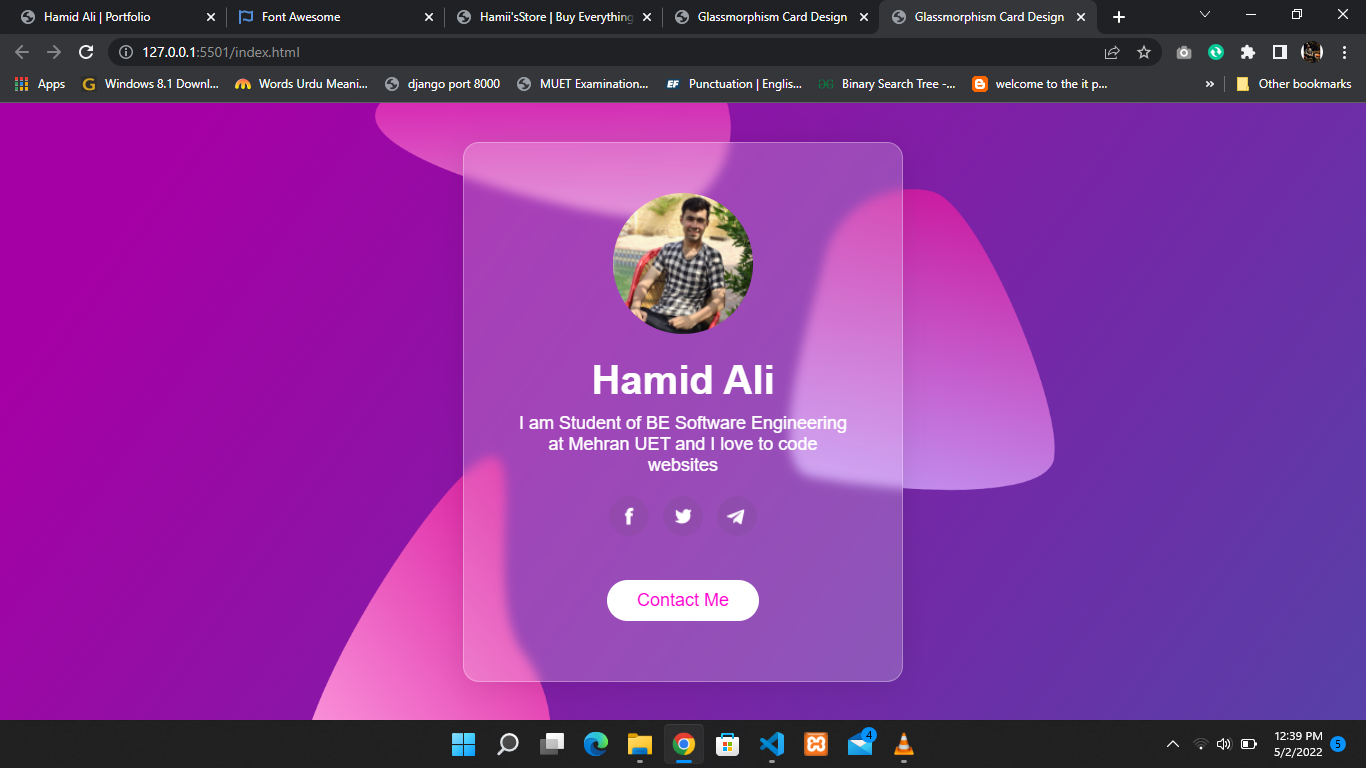 Hamid Ali | Portfolio
Font Awesome
Hamii'sStore | Buy Everything
Glassmorphism Card Design
Glassmorphism Card Design
127.0.0.1:5501/index.html
Apps
Windows 8.1 Downl...
Words Urdu Meani...
django port 8000
MUET Examination...
EF
Punctuation | Englis...
Binary Search Tree -...
welcome to the it p...
»
Other bookmarks
Hamid Ali
I am Student of BE Software Engineering
at Mehran UET and I love to code
websites
Contact Me
4
12:39 PM
5/2/2022
5